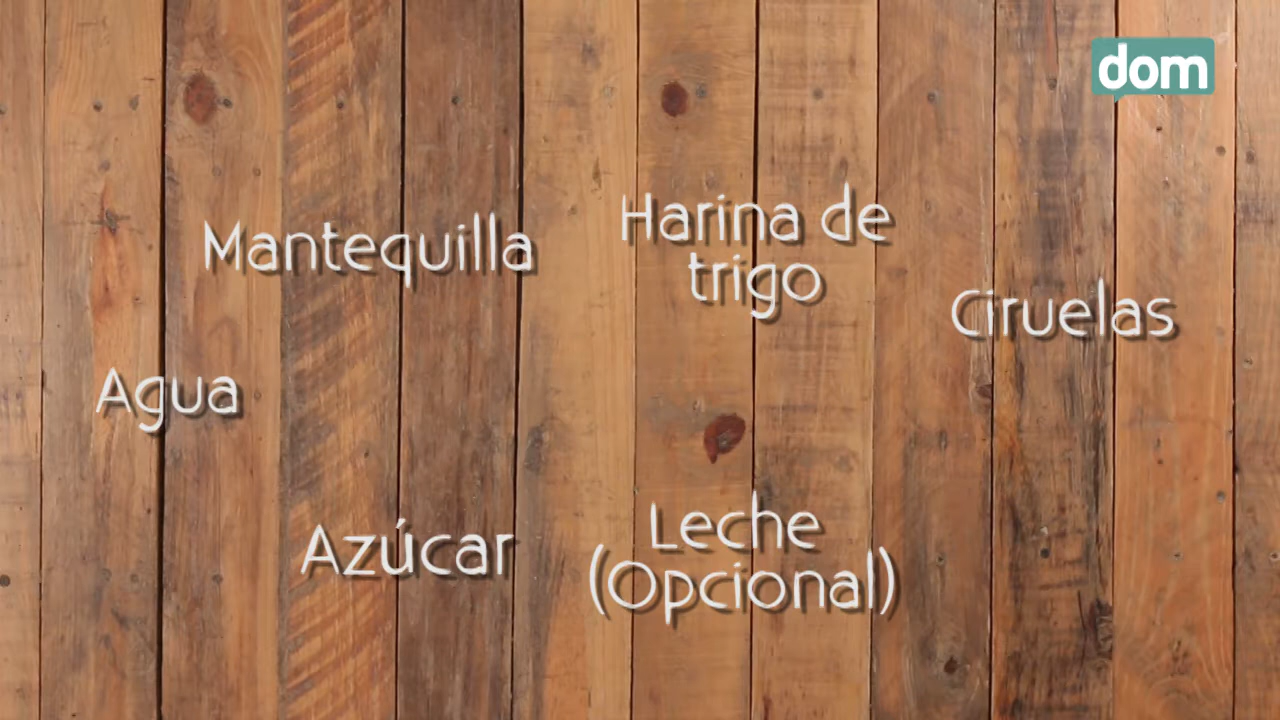 dom
Mantequilla
Harina de
trigo
Ciruelas
Agua
Azúcar
Leche
(Opcional)